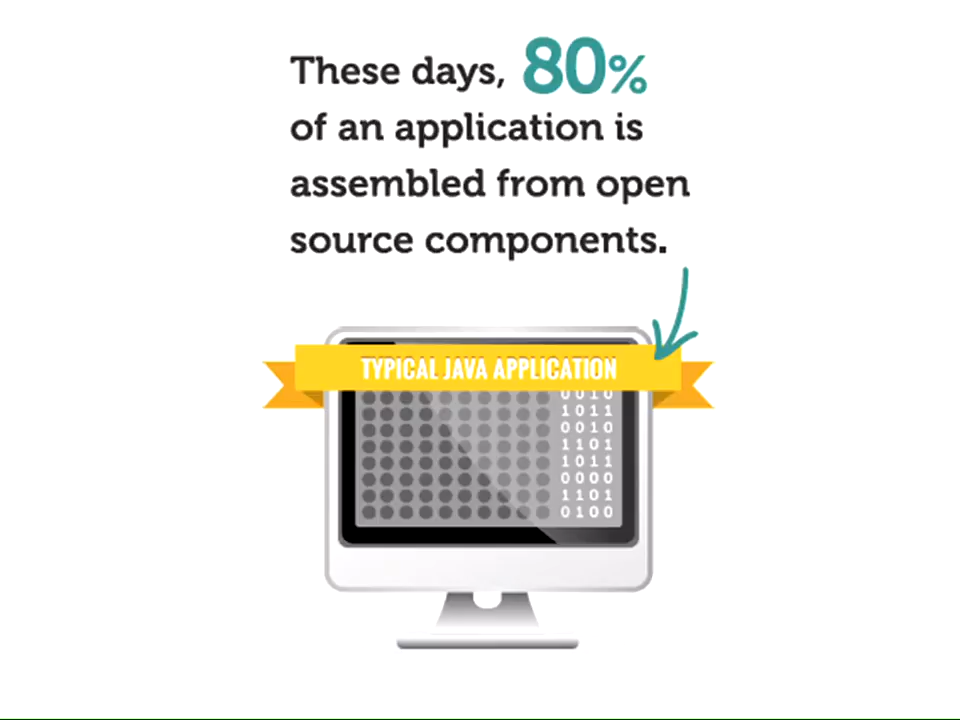 These days, 80%
of an application is
assembled from open
source components.
TYPICAL JAVA APPLICATION
0010
1011
0010
1101
1011
0000
1101
0100